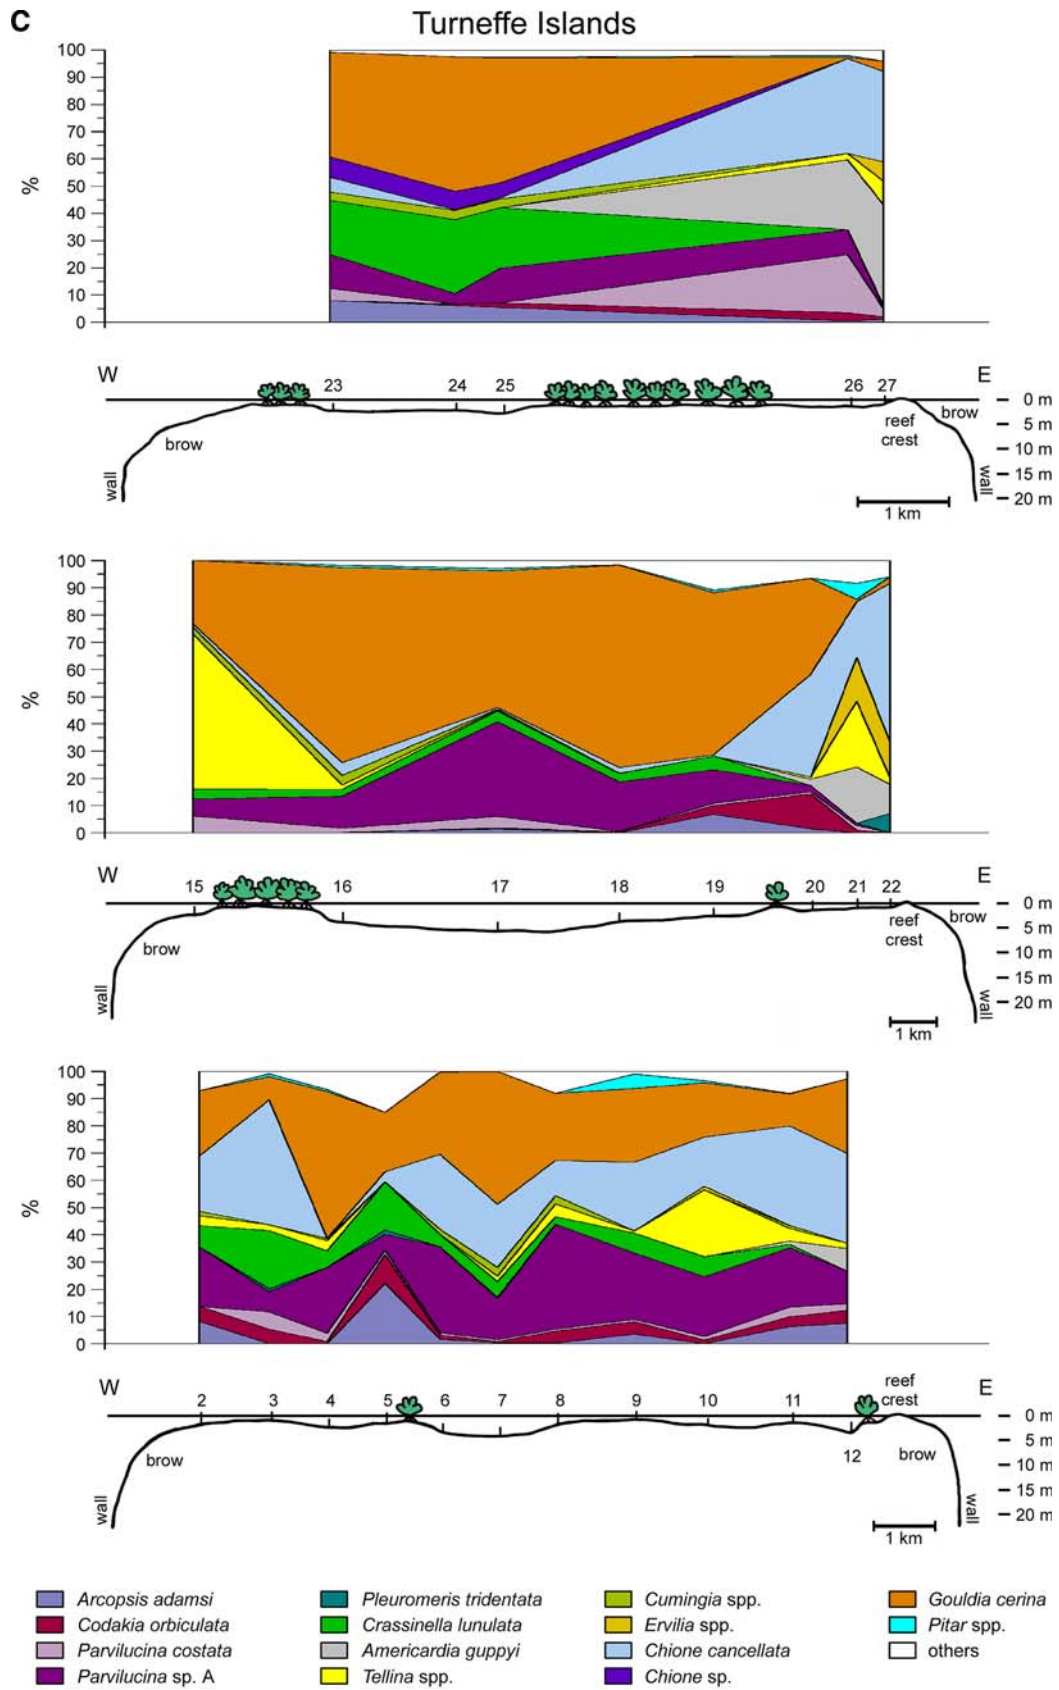 C
Turneffe Islands
100
90
80
70
60
50
40
30
20
10
0
%
W 23 24 25 26 27 E
brow
wall
reef
crest
brow
wall
0 m
5 m
10 m
15 m
20 m
1 km
100
90
80
70
60
50
40
30
20
10
0
%
W 15 16 17 18 19 20 21 22 E
brow
wall
reef
crest
brow
wall
0 m
5 m
10 m
15 m
20 m
1 km
100
90
80
70
60
50
40
30
20
10
0
%
W 2 3 4 5 6 7 8 9 10 11 12 E
reef
crest
brow
wall
brow
wall
0 m
5 m
10 m
15 m
20 m
1 km
Arcopsis adamsi
Codakia orbiculata
Parvilucina costata
Parvilucina sp. A
Pleuromeris tridentata
Crassinella lunulata
Americardia guppyi
Tellina spp.
Cumingia spp.
Ervilia spp.
Chione cancellata
Chione sp.
Gouldia cerina
Pitar spp.
others